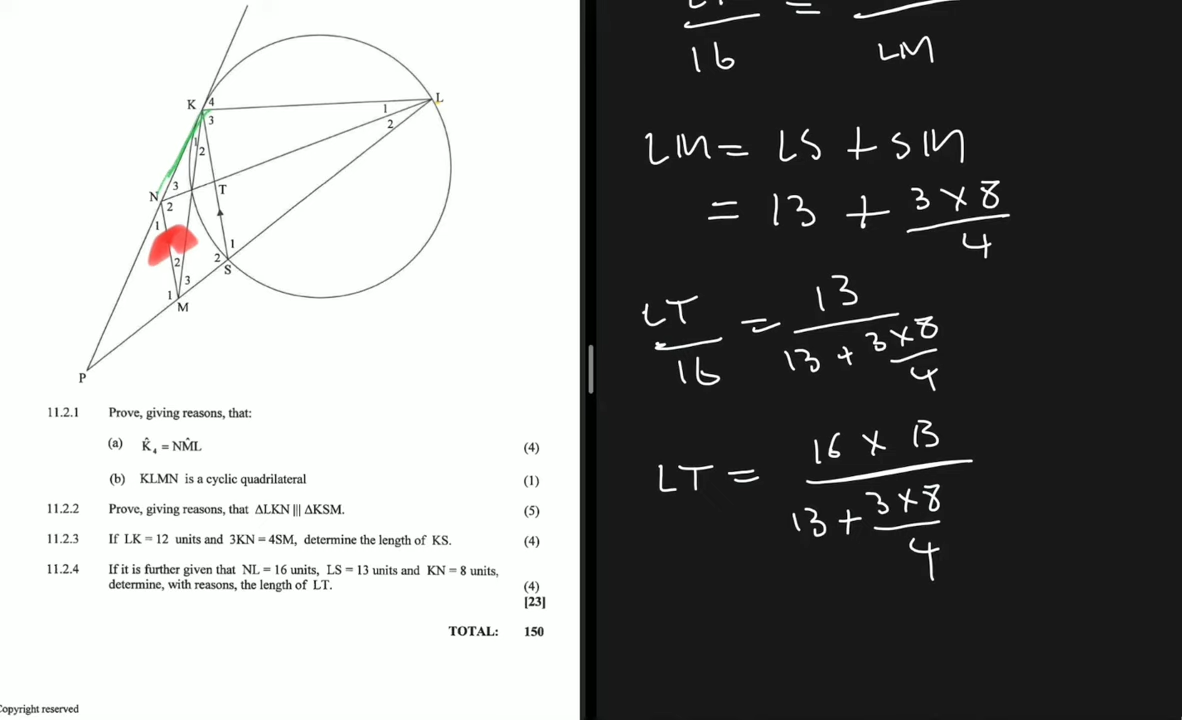 K
4
3
1
2
L
1
2
N
3
2
1
T
2
1
2
S
3
1
M
P
11.2.1 Prove, giving reasons, that:
(a) K̂₄ = NM̂L (4)
(b) KLMN is a cyclic quadrilateral (1)
11.2.2 Prove, giving reasons, that ΔLKN ||| ΔKSM. (5)
11.2.3 If LK = 12 units and 3KN = 4SM, determine the length of KS. (4)
11.2.4 If it is further given that NL = 16 units, LS = 13 units and KN = 8 units,
determine, with reasons, the length of LT. (4)
[23]
TOTAL: 150
Copyright reserved
LT/16 = /LM
LM = LS + SM
= 13 + 3 × 8/4
LT/16 = 13/(13 + 3 × 8/4)
LT = 16 × 13/(13 + 3 × 8/4)